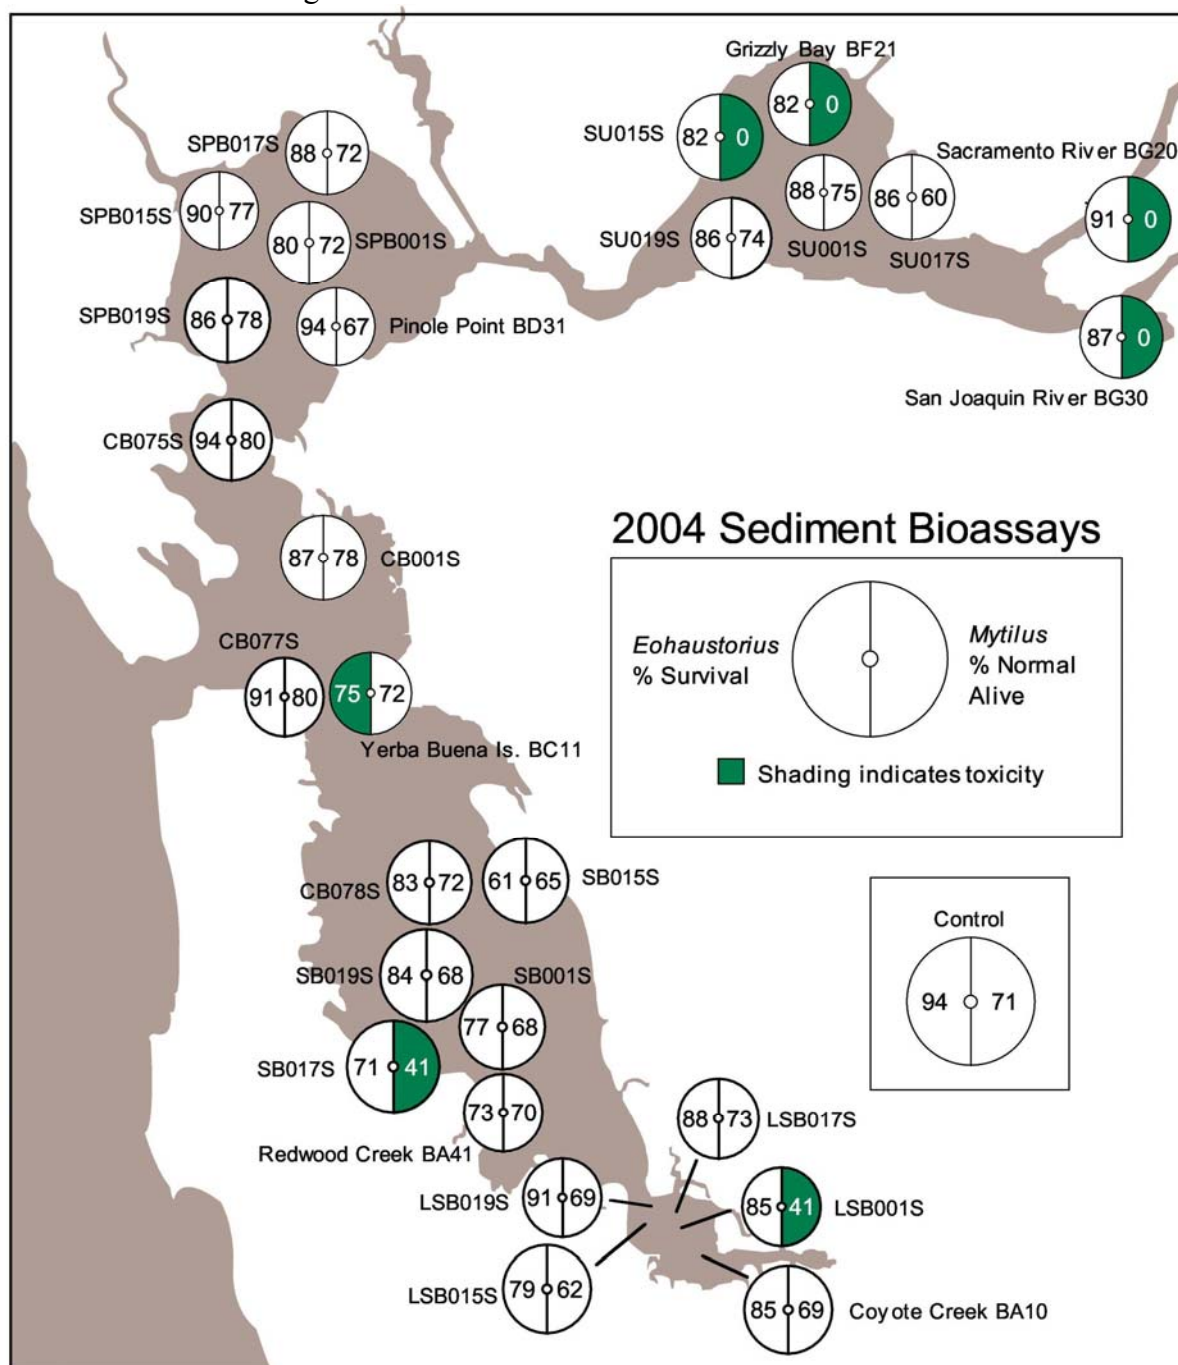 Grizzly Bay BF21
82 0
SU015S
82 0
SPB017S
88 72
Sacramento River BG20
91 0
SPB015S
90 77
88 75
SU001S
86 60
SU017S
80 72
SPB001S
SU019S
86 74
SPB019S
86 78
94 67
Pinole Point BD31
87 0
San Joaquin River BG30
CB075S
94 80
2004 Sediment Bioassays
87 78
CB001S
Eohaustorius
% Survival
Mytilus
% Normal
Alive
Shading indicates toxicity
CB077S
91 80
75 72
Yerba Buena Is. BC11
CB078S
83 72
61 65
SB015S
Control
94 71
SB019S
84 68
SB001S
77 68
SB017S
71 41
73 70
Redwood Creek BA41
88 73
LSB017S
LSB019S
91 69
85 41
LSB001S
LSB015S
79 62
85 69
Coyote Creek BA10